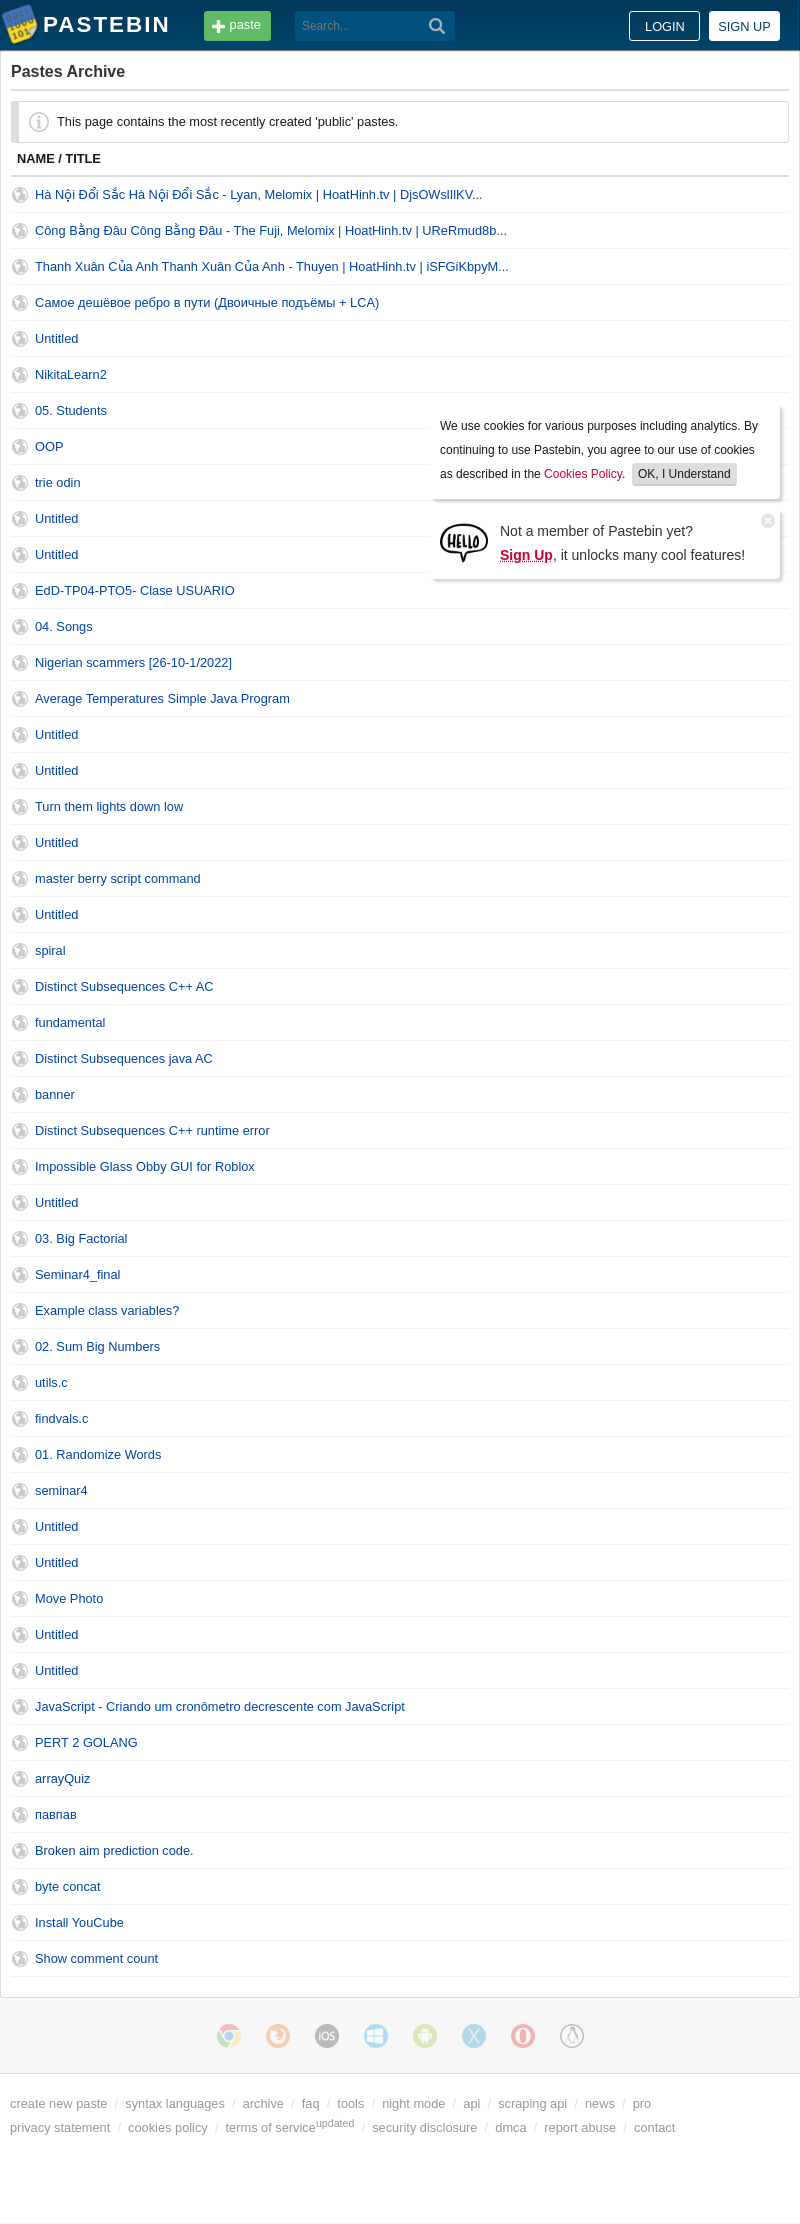 PASTEBIN
paste
Search...
LOGIN
SIGN UP
Pastes Archive
This page contains the most recently created 'public' pastes.
NAME / TITLE
Hà Nội Đổi Sắc Hà Nội Đổi Sắc - Lyan, Melomix | HoatHinh.tv | DjsOWslIlKV...
Công Bằng Đâu Công Bằng Đâu - The Fuji, Melomix | HoatHinh.tv | UReRmud8b...
Thanh Xuân Của Anh Thanh Xuân Của Anh - Thuyen | HoatHinh.tv | iSFGiKbpyM...
Самое дешёвое ребро в пути (Двоичные подъёмы + LCA)
Untitled
NikitaLearn2
05. Students
OOP
trie odin
Untitled
Untitled
We use cookies for various purposes including analytics. By
continuing to use Pastebin, you agree to our use of cookies
as described in the Cookies Policy. OK, I Understand
HELLO
Not a member of Pastebin yet?
Sign Up, it unlocks many cool features!
EdD-TP04-PTO5- Clase USUARIO
04. Songs
Nigerian scammers [26-10-1/2022]
Average Temperatures Simple Java Program
Untitled
Untitled
Turn them lights down low
Untitled
master berry script command
Untitled
spiral
Distinct Subsequences C++ AC
fundamental
Distinct Subsequences java AC
banner
Distinct Subsequences C++ runtime error
Impossible Glass Obby GUI for Roblox
Untitled
03. Big Factorial
Seminar4_final
Example class variables?
02. Sum Big Numbers
utils.c
findvals.c
01. Randomize Words
seminar4
Untitled
Untitled
Move Photo
Untitled
Untitled
JavaScript - Criando um cronômetro decrescente com JavaScript
PERT 2 GOLANG
arrayQuiz
павпав
Broken aim prediction code.
byte concat
Install YouCube
Show comment count
iOS
create new paste / syntax languages / archive / faq / tools / night mode / api / scraping api / news / pro
privacy statement / cookies policy / terms of service updated / security disclosure / dmca / report abuse / contact